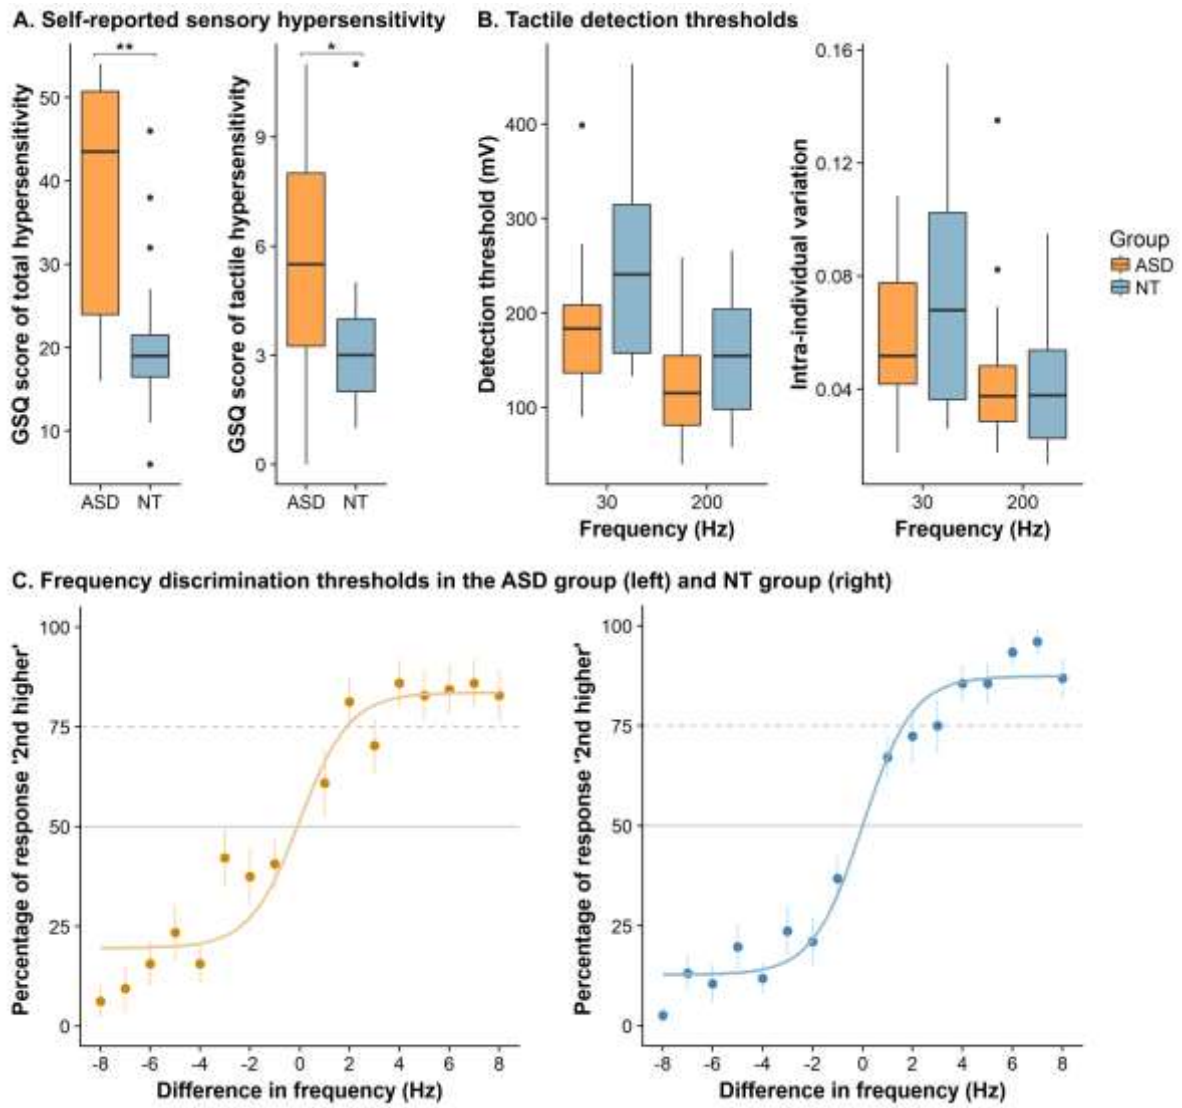 A. Self-reported sensory hypersensitivity
B. Tactile detection thresholds
GSQ score of total hypersensitivity
50
40
30
20
10
**
ASD NT
GSQ score of tactile hypersensitivity
9
6
3
0
*
ASD NT
Detection threshold (mV)
400
300
200
100
30 200
Frequency (Hz)
Intra-individual variation
0.16
0.12
0.08
0.04
30 200
Frequency (Hz)
Group
ASD
NT
C. Frequency discrimination thresholds in the ASD group (left) and NT group (right)
Percentage of response '2nd higher'
100
75
50
25
0
-8 -6 -4 -2 0 2 4 6 8
Difference in frequency (Hz)
Percentage of response '2nd higher'
100
75
50
25
0
-8 -6 -4 -2 0 2 4 6 8
Difference in frequency (Hz)